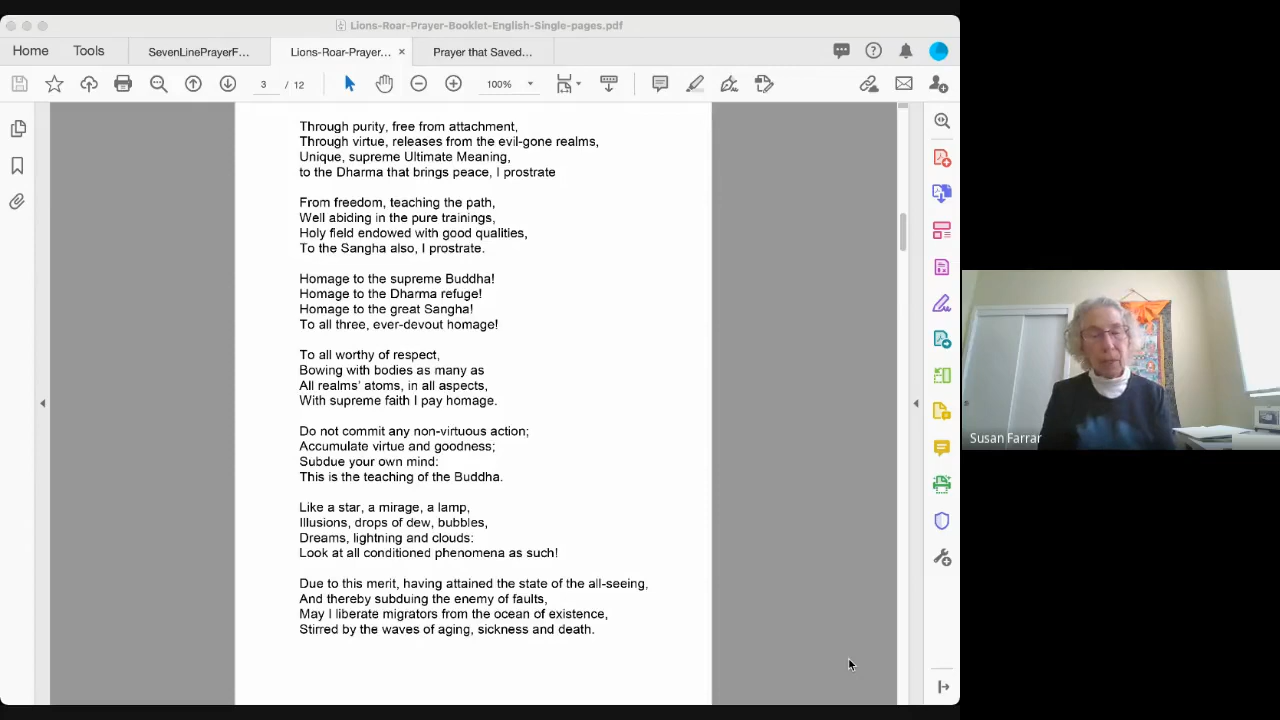 Lions-Roar-Prayer-Booklet-English-Single-pages.pdf
Home Tools SevenLinePrayerF... Lions-Roar-Prayer... × Prayer that Saved...
3 / 12 100%
Through purity, free from attachment,
Through virtue, releases from the evil-gone realms,
Unique, supreme Ultimate Meaning,
to the Dharma that brings peace, I prostrate
From freedom, teaching the path,
Well abiding in the pure trainings,
Holy field endowed with good qualities,
To the Sangha also, I prostrate.
Homage to the supreme Buddha!
Homage to the Dharma refuge!
Homage to the great Sangha!
To all three, ever-devout homage!
To all worthy of respect,
Bowing with bodies as many as
All realms' atoms, in all aspects,
With supreme faith I pay homage.
Do not commit any non-virtuous action;
Accumulate virtue and goodness;
Subdue your own mind:
This is the teaching of the Buddha.
Like a star, a mirage, a lamp,
Illusions, drops of dew, bubbles,
Dreams, lightning and clouds:
Look at all conditioned phenomena as such!
Due to this merit, having attained the state of the all-seeing,
And thereby subduing the enemy of faults,
May I liberate migrators from the ocean of existence,
Stirred by the waves of aging, sickness and death.
Susan Farrar